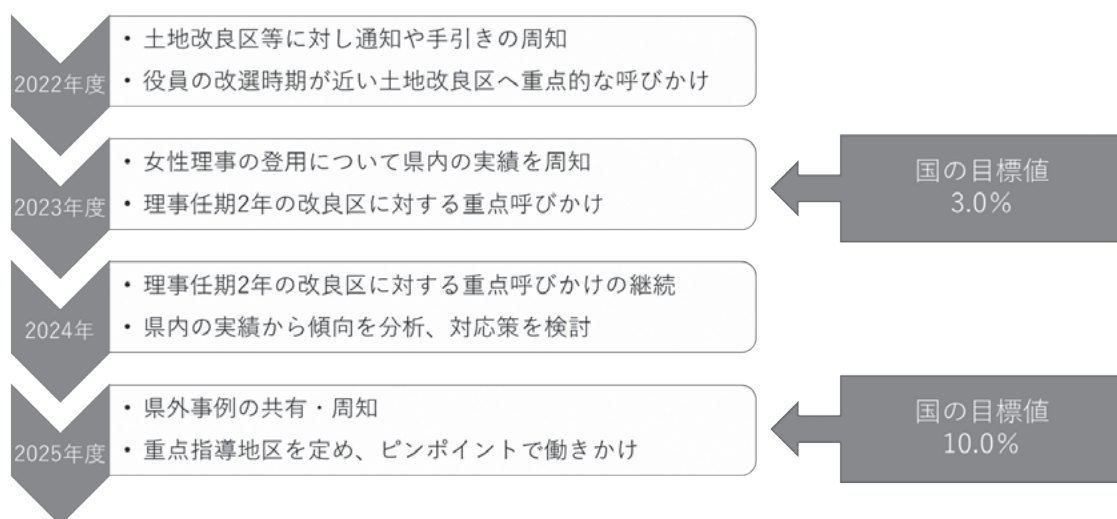 2022年度
• 土地改良区等に対し通知や手引きの周知
• 役員の改選時期が近い土地改良区へ重点的な呼びかけ
2023年度
• 女性理事の登用について県内の実績を周知
• 理事任期2年の改良区に対する重点呼びかけ
国の目標値
3.0%
2024年
• 理事任期2年の改良区に対する重点呼びかけの継続
• 県内の実績から傾向を分析、対応策を検討
2025年度
• 県外事例の共有・周知
• 重点指導地区を定め、ピンポイントで働きかけ
国の目標値
10.0%